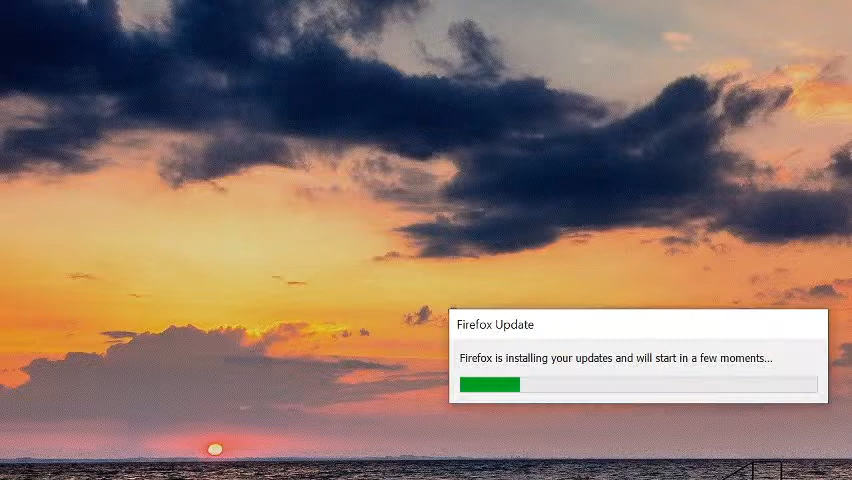 Firefox Update
Firefox is installing your updates and will start in a few moments...